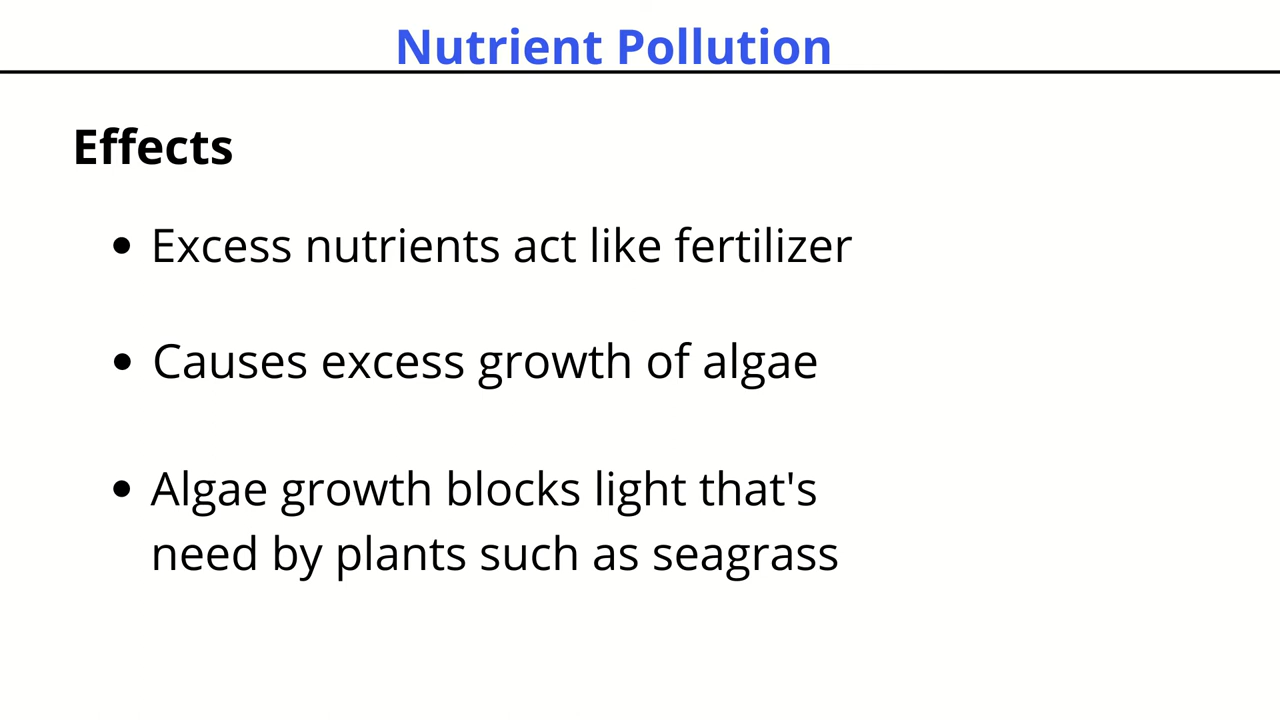 Nutrient Pollution
Effects
• Excess nutrients act like fertilizer
• Causes excess growth of algae
• Algae growth blocks light that's
need by plants such as seagrass